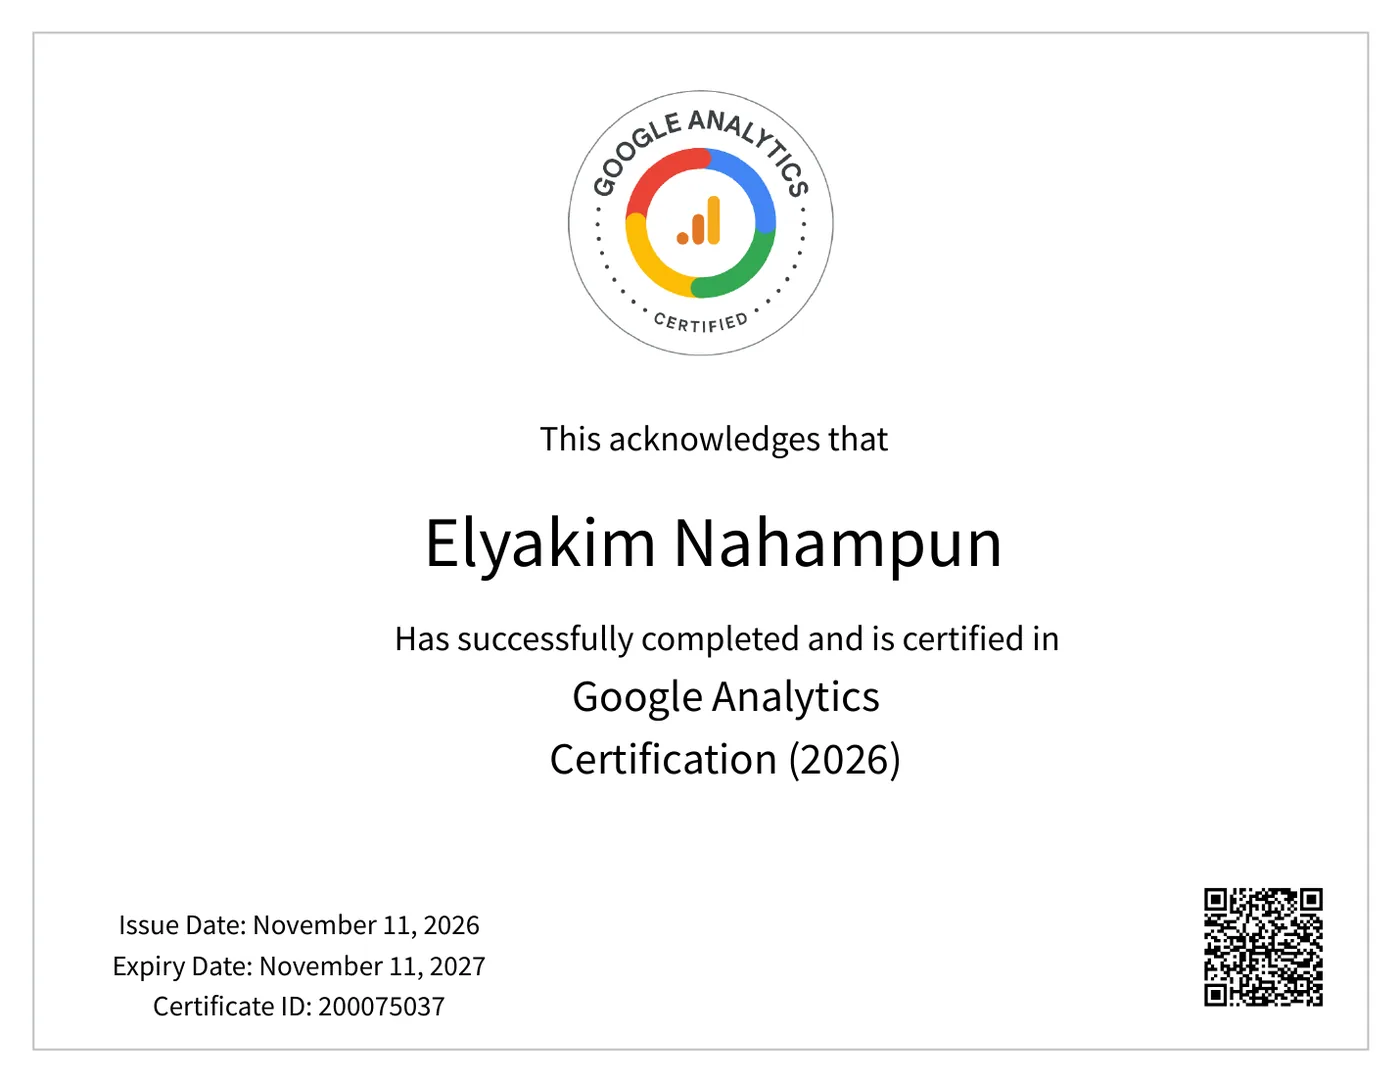 GOOGLE ANALYTICS
CERTIFIED
This acknowledges that
Elyakim Nahampun
Has successfully completed and is certified in
Google Analytics
Certification (2026)
Issue Date: November 11, 2026
Expiry Date: November 11, 2027
Certificate ID: 200075037